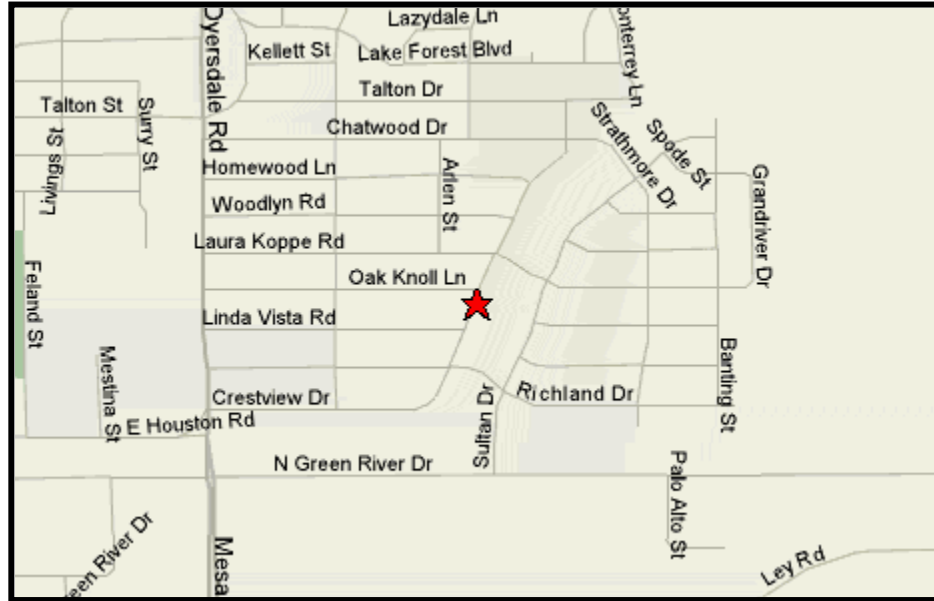 Lazydale Ln
onterrey Ln
Dyersdale Rd
Kellett St
Lake Forest Blvd
Talton Dr
Talton St
Surry St
Chatwood Dr
Strathmore Dr
Spode St
Livings St
Homewood Ln
Arlen St
Grandriver Dr
Woodlyn Rd
Laura Koppe Rd
Oak Knoll Ln
Feland St
Linda Vista Rd
Mestina St
Banting St
Crestview Dr
Richland Dr
Sultan Dr
E Houston Rd
N Green River Dr
Palo Alto St
een River Dr
Mesa
Ley Rd